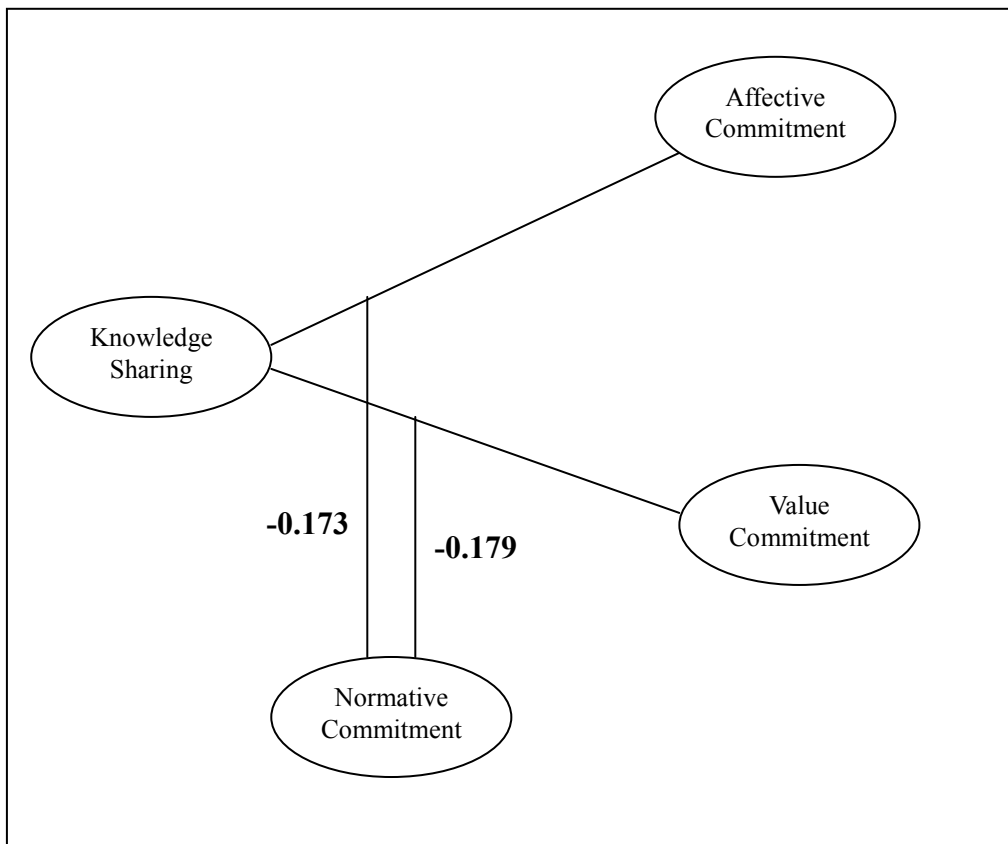 Affective
Commitment
Knowledge
Sharing
Value
Commitment
-0.173
-0.179
Normative
Commitment